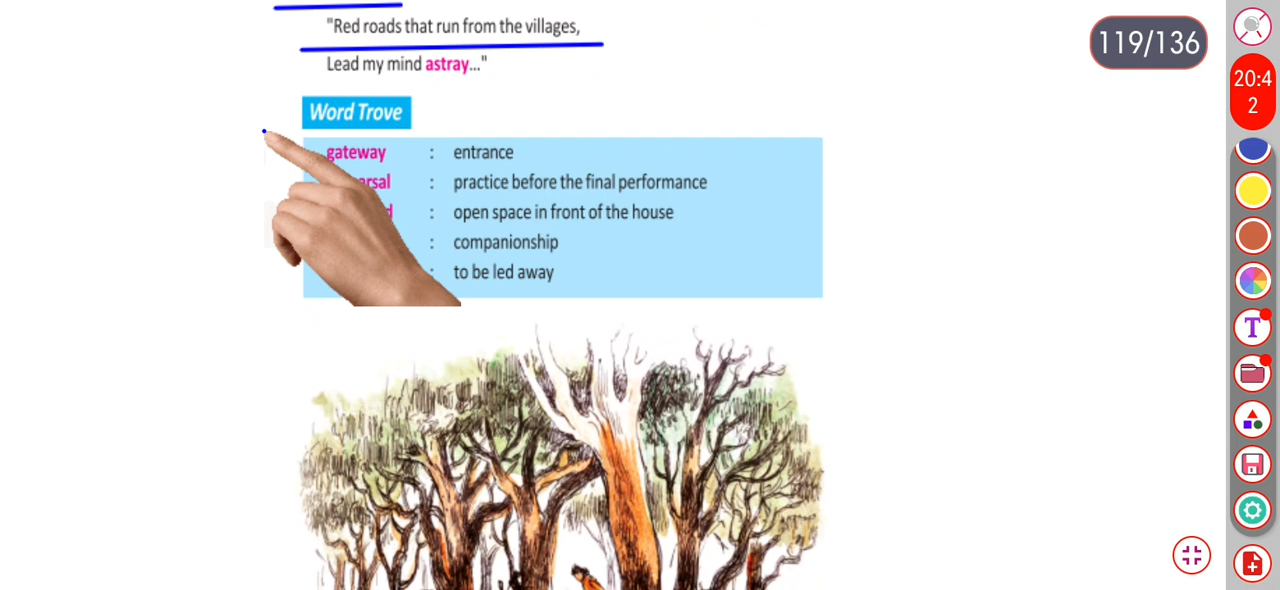 "Red roads that run from the villages,
Lead my mind astray..."
Word Trove
gateway : entrance
: practice before the final performance
: open space in front of the house
: companionship
: to be led away
119/136
20:4
2
T